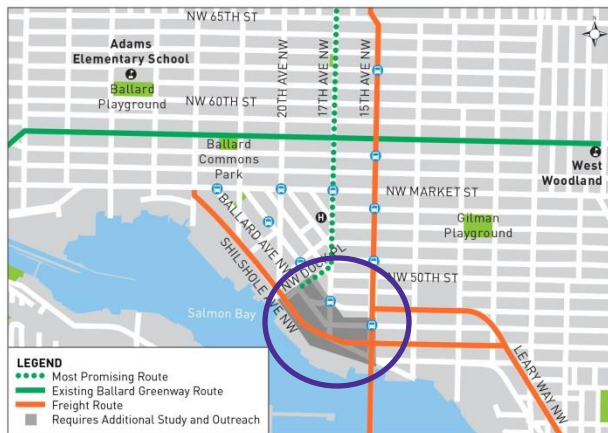 NW 65TH ST
Adams
Elementary School
Ballard
Playground
20TH AVE NW
17TH AVE NW
15TH AVE NW
NW 60TH ST
Ballard
Commons
Park
West
Woodland
NW MARKET ST
H
Gilman
Playground
BALLARD AVE NW
NW DOCK PL
NW 50TH ST
SHILSHOLE AVE NW
Salmon Bay
LEARY WAY NW
LEGEND
Most Promising Route
Existing Ballard Greenway Route
Freight Route
Requires Additional Study and Outreach